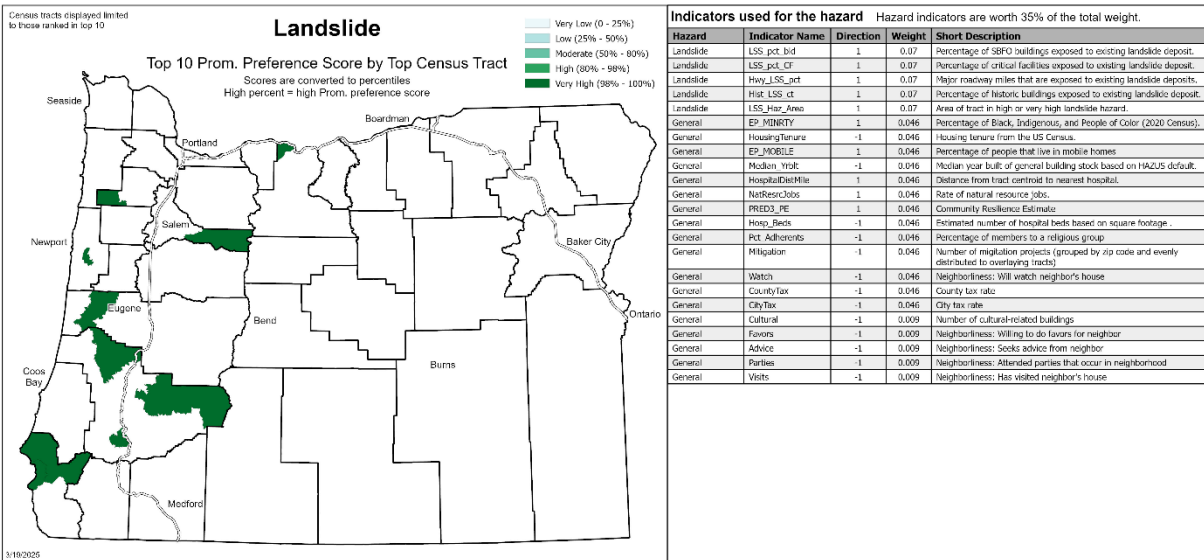 Census tracts displayed limited
to those ranked in top 10
Landslide
Top 10 Prom. Preference Score by Top Census Tract
Scores are converted to percentiles
High percent = high Prom. preference score
Very Low (0 - 25%)
Low (25% - 50%)
Moderate (50% - 80%)
High (80% - 98%)
Very High (98% - 100%)
Seaside
Portland
Boardman
Salem
Newport
Baker City
Eugene
Bend
Ontario
Burns
Coos
Bay
Medford
3/19/2025
Indicators used for the hazard Hazard indicators are worth 35% of the total weight.
Hazard Indicator Name Direction Weight Short Description
Landslide LSS_pct_bld 1 0.07 Percentage of SBFO buildings exposed to existing landslide deposit.
Landslide LSS_pct_CF 1 0.07 Percentage of critical facilities exposed to existing landslide deposit.
Landslide Hwy_LSS_pct 1 0.07 Major roadway miles that are exposed to existing landslide deposits.
Landslide Hist_LSS_ct 1 0.07 Percentage of historic buildings exposed to existing landslide deposit.
Landslide LSS_Haz_Area 1 0.07 Area of tract in high or very high landslide hazard.
General EP_MINRTY 1 0.046 Percentage of Black, Indigenous, and People of Color (2020 Census).
General HousingTenure -1 0.046 Housing tenure from the US Census.
General EP_MOBILE 1 0.046 Percentage of people that live in mobile homes
General Median_Yrblt -1 0.046 Median year built of general building stock based on HAZUS default.
General HospitalDistMile 1 0.046 Distance from tract centroid to nearest hospital.
General NatResrcJobs 1 0.046 Rate of natural resource jobs.
General PRED3_PE 1 0.046 Community Resilience Estimate
General Hosp_Beds -1 0.046 Estimated number of hospital beds based on square footage .
General Pct_Adherents -1 0.046 Percentage of members to a religious group
General Mitigation -1 0.046 Number of migitation projects (grouped by zip code and evenly
distributed to overlaying tracts)
General Watch -1 0.046 Neighborliness: Will watch neighbor's house
General CountyTax -1 0.046 County tax rate
General CityTax -1 0.046 City tax rate
General Cultural -1 0.009 Number of cultural-related buildings
General Favors -1 0.009 Neighborliness: Willing to do favors for neighbor
General Advice -1 0.009 Neighborliness: Seeks advice from neighbor
General Parties -1 0.009 Neighborliness: Attended parties that occur in neighborhood
General Visits -1 0.009 Neighborliness: Has visited neighbor's house